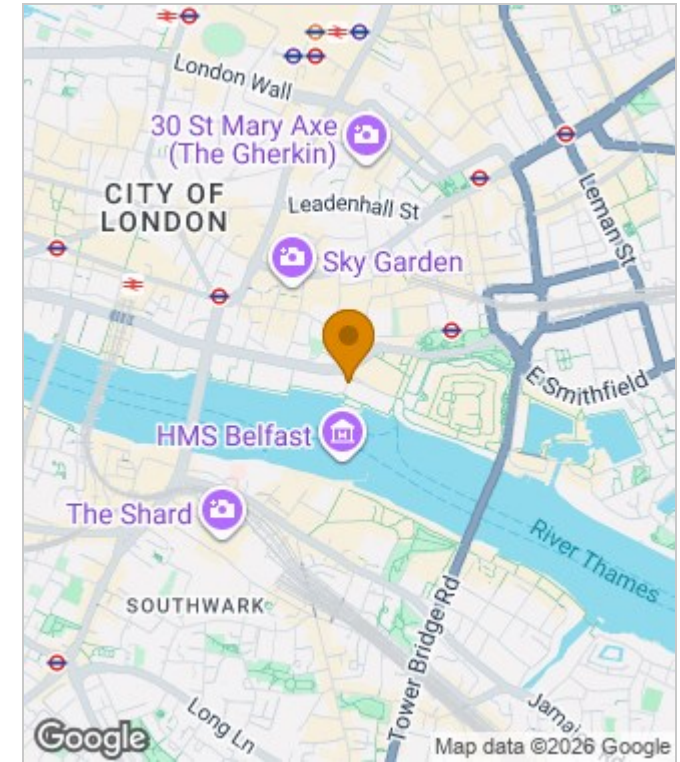 London Wall
30 St Mary Axe
(The Gherkin)
Leman St
CITY OF
LONDON
Leadenhall St
Sky Garden
E Smithfield
HMS Belfast
The Shard
River Thames
SOUTHWARK
Tower Bridge Rd
Long Ln
Jamai
Google
Map data ©2026 Google